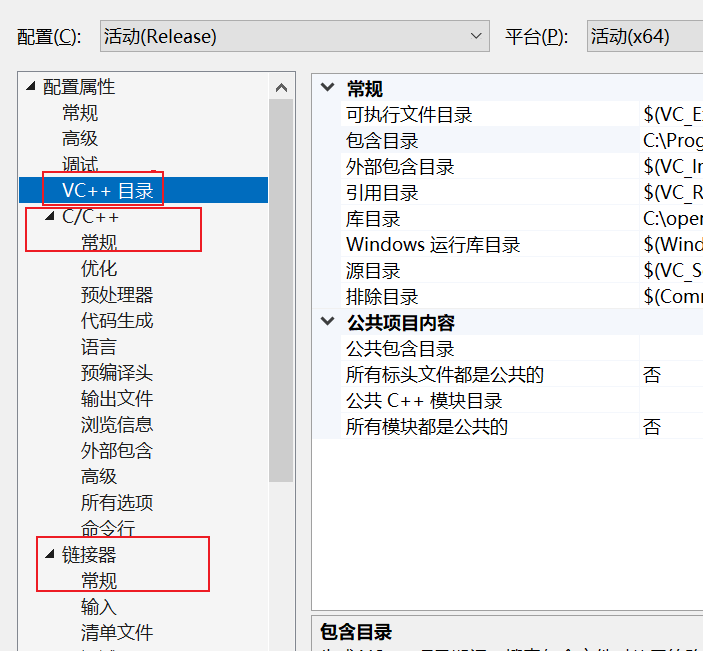 配置(C): 活动(Release) 平台(P): 活动(x64)
配置属性
常规
高级
调试
VC++ 目录
C/C++
常规
优化
预处理器
代码生成
语言
预编译头
输出文件
浏览信息
外部包含
高级
所有选项
命令行
链接器
常规
输入
清单文件
常规
可执行文件目录 $(VC_E
包含目录 C:\Prog
外部包含目录 $(VC_In
引用目录 $(VC_R
库目录 C:\oper
Windows 运行库目录 $(Wind
源目录 $(VC_S
排除目录 $(Comr
公共项目内容
公共包含目录
所有标头文件都是公共的 否
公共 C++ 模块目录
所有模块都是公共的 否
包含目录